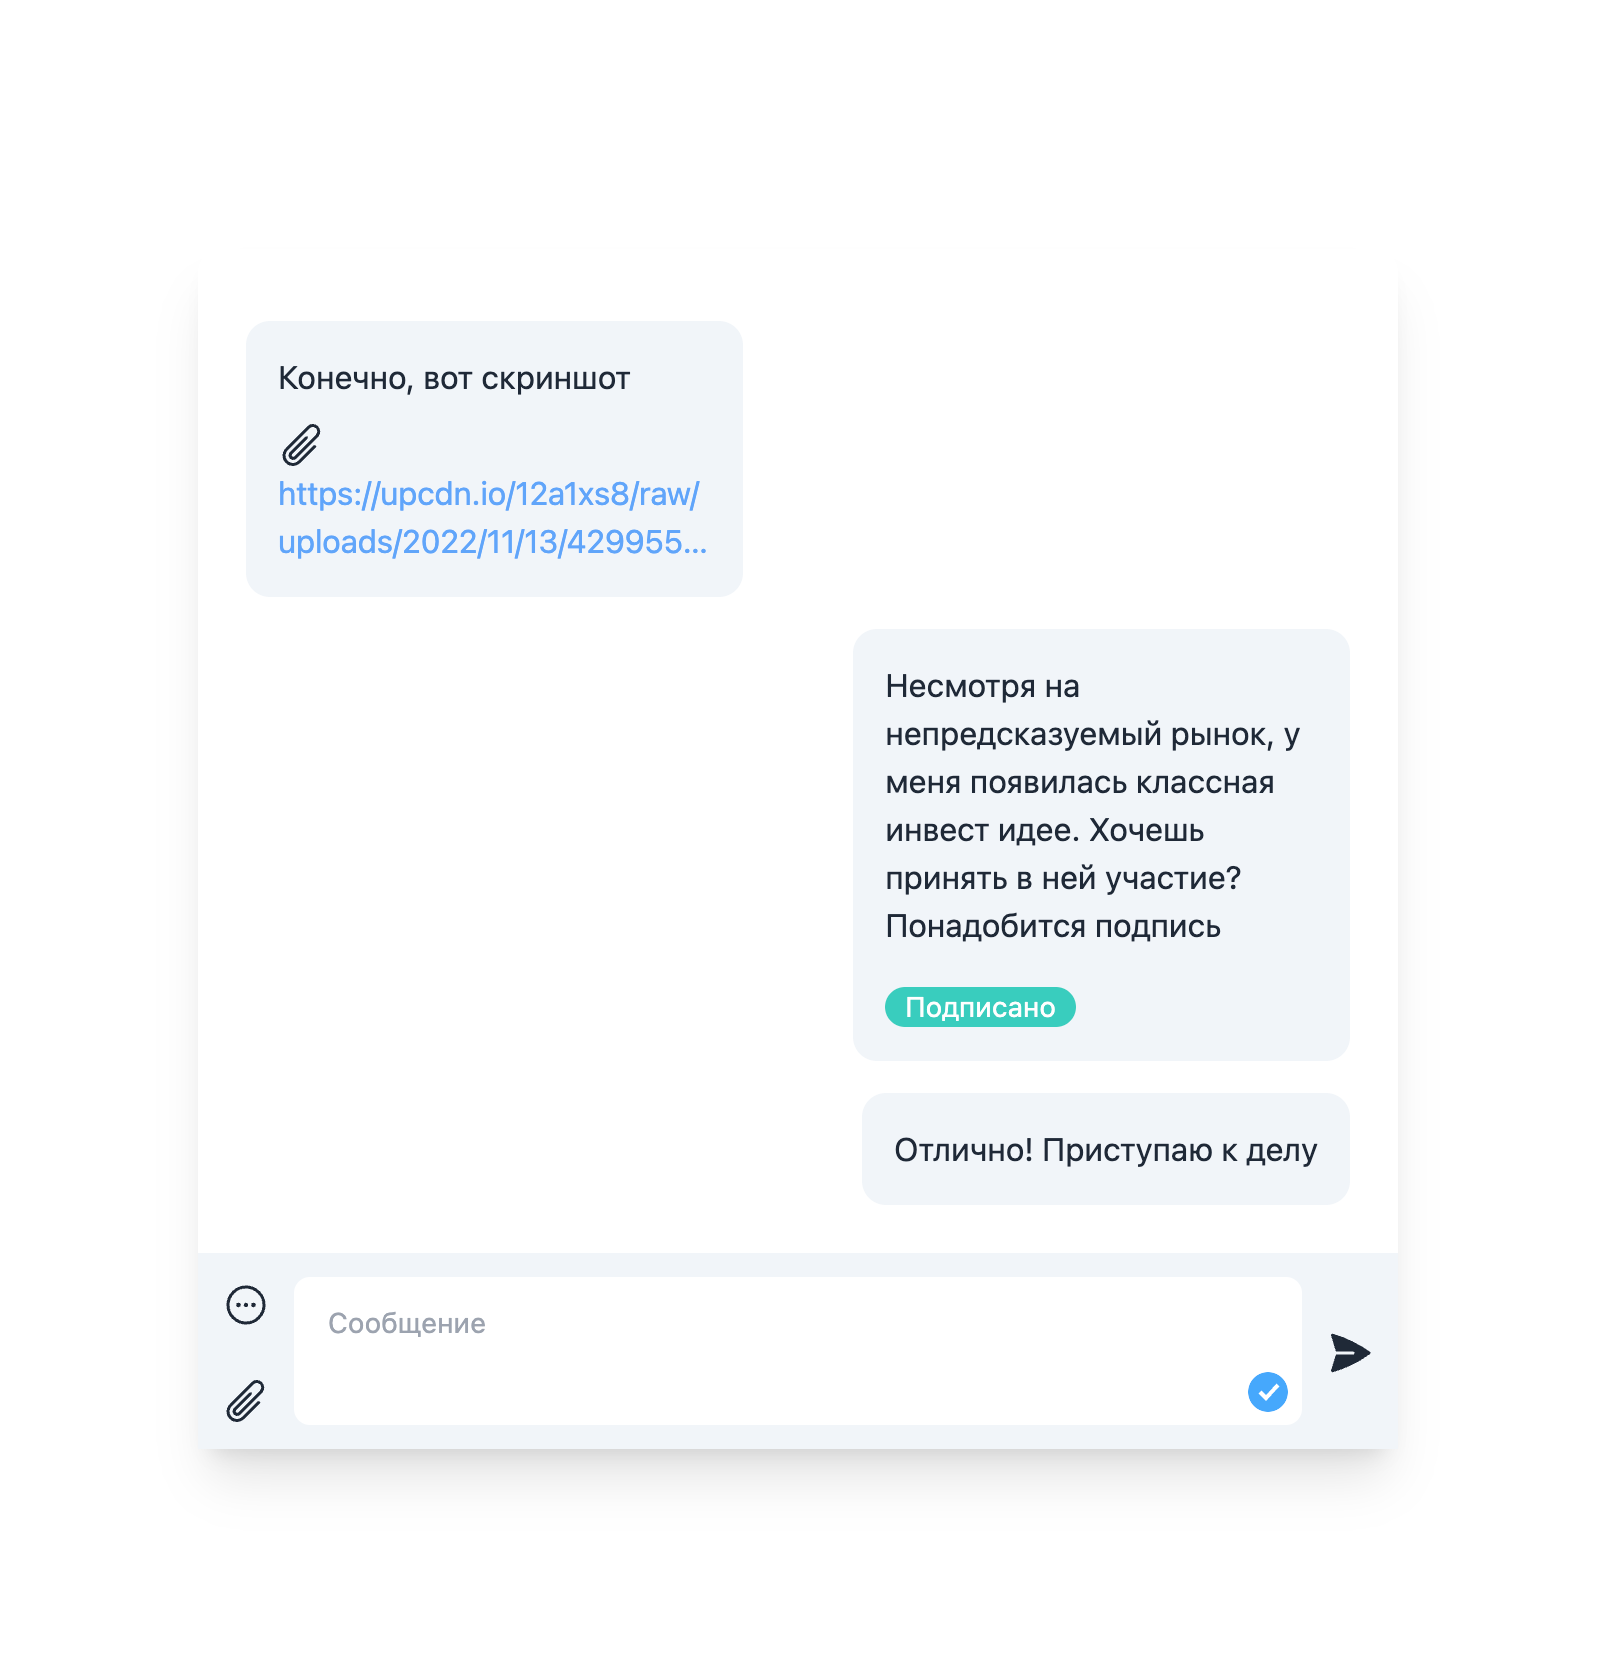 Конечно, вот скриншот
https://upcdn.io/12a1xs8/raw/
uploads/2022/11/13/429955...
Несмотря на
непредсказуемый рынок, у
меня появилась классная
инвест идее. Хочешь
принять в ней участие?
Понадобится подпись
Подписано
Отлично! Приступаю к делу
Сообщение